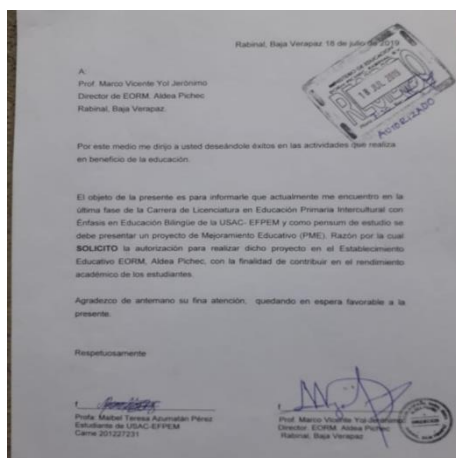 Rabinal, Baja Verapaz 18 de julio de 2019
A:
Prof. Marco Vicente Yol Jerónimo
Director de EORM, Aldea Pichec
Rabinal, Baja Verapaz.
Por este medio me dirijo a usted deseándole éxitos en las actividades que realiza
en beneficio de la educación.
El objeto de la presente es para informarle que actualmente me encuentro en la
última fase de la Carrera de Licenciatura en Educación Primaria Intercultural con
Énfasis en Educación Bilingüe de la USAC- EFPEM y como pensum de estudio se
debe presentar un proyecto de Mejoramiento Educativo (PME). Razón por la cual
SOLICITO la autorización para realizar dicho proyecto en el Establecimiento
Educativo EORM, Aldea Pichec, con la finalidad de contribuir en el rendimiento
académico de los estudiantes.
Agradezco de antemano su fina atención, quedando en espera favorable a la
presente.
Respetuosamente
f
Profa. Maibel Teresa Azumatán Pérez
Estudiante de USAC-EFPEM
Carne 201227231
f
Prof. Marco Vicente Yol Jerónimo
Director EORM Aldea Pichec
Rabinal, Baja Verapaz
18 JUL 2019
AUTORIZADO